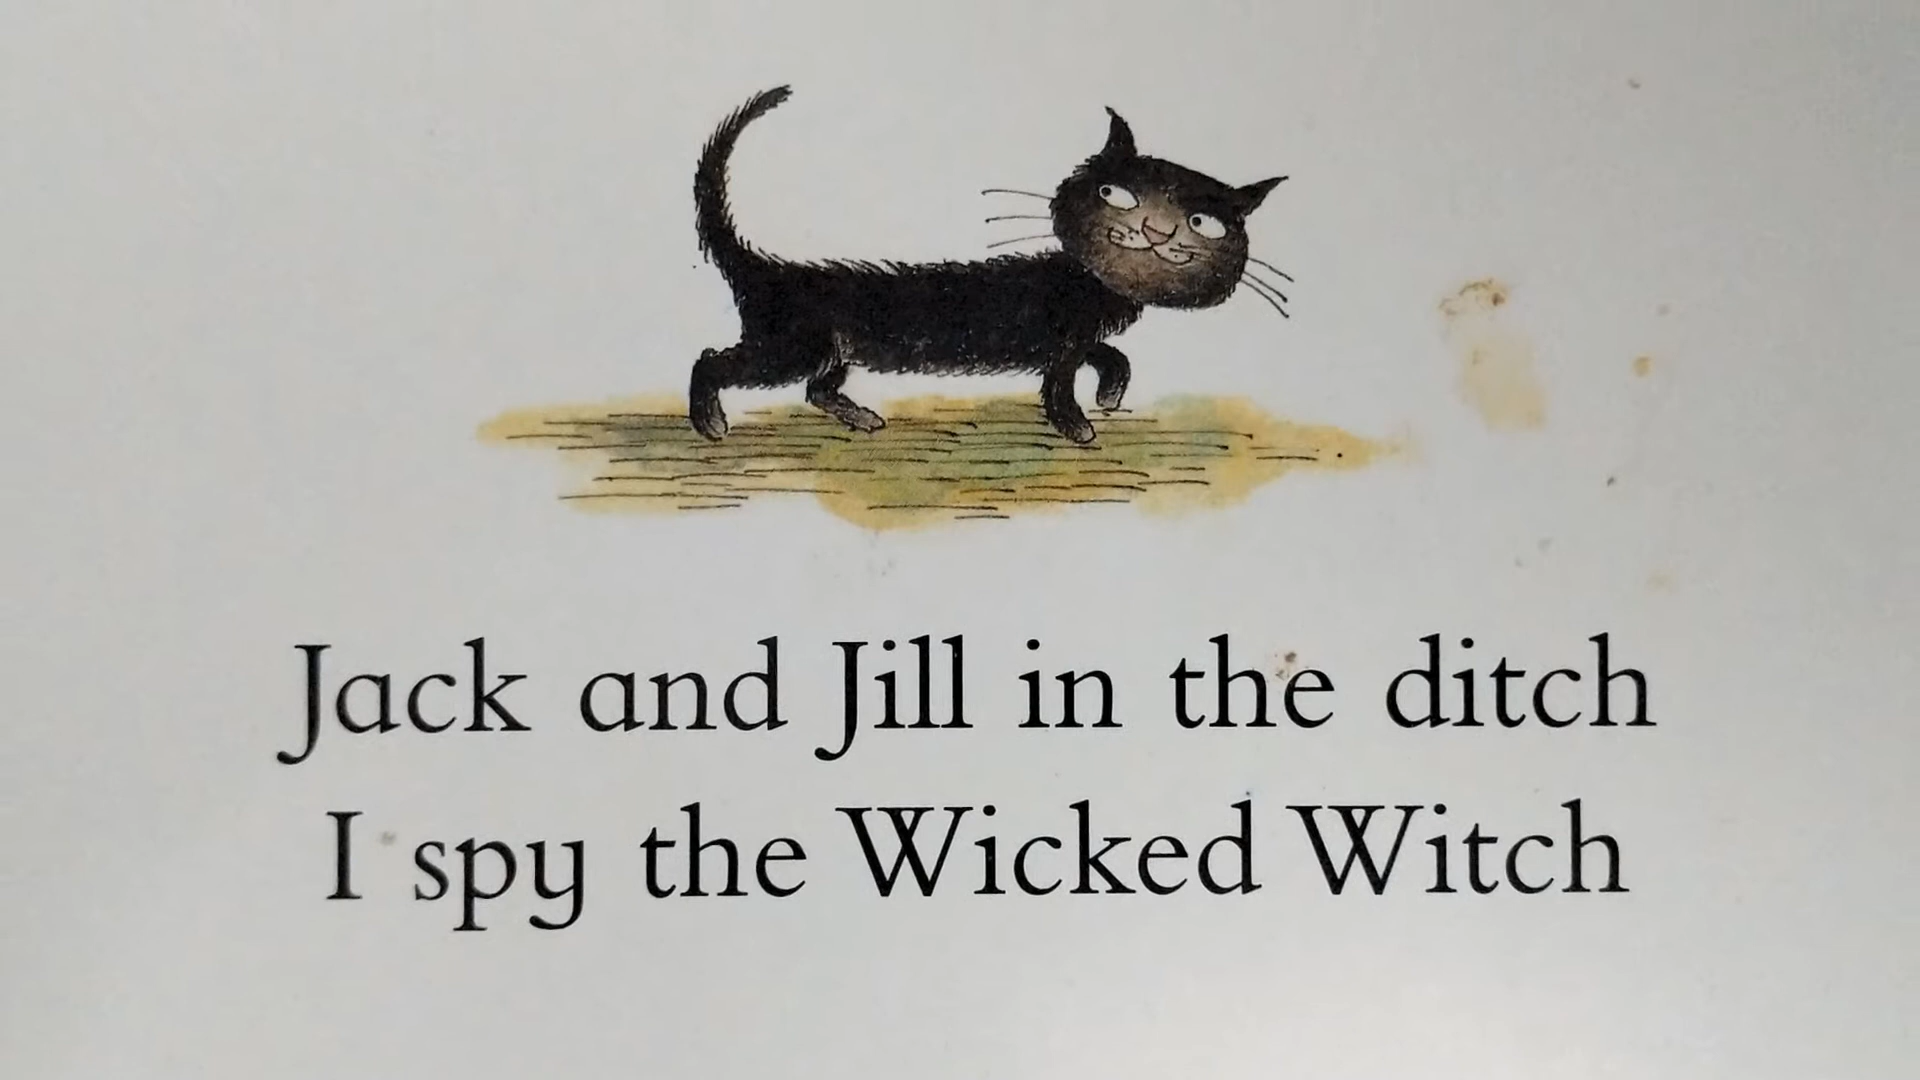 Jack and Jill in the ditch
I spy the Wicked Witch